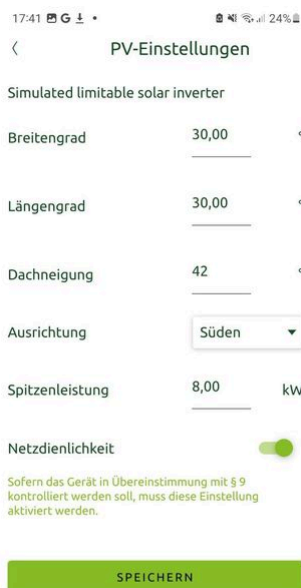 17:41 G 24%
PV-Einstellungen
Simulated limitable solar inverter
Breitengrad 30,00 °
Längengrad 30,00 °
Dachneigung 42 °
Ausrichtung Süden
Spitzenleistung 8,00 kW
Netzdienlichkeit
Sofern das Gerät in Übereinstimmung mit § 9
kontrolliert werden soll, muss diese Einstellung
aktiviert werden.
SPEICHERN